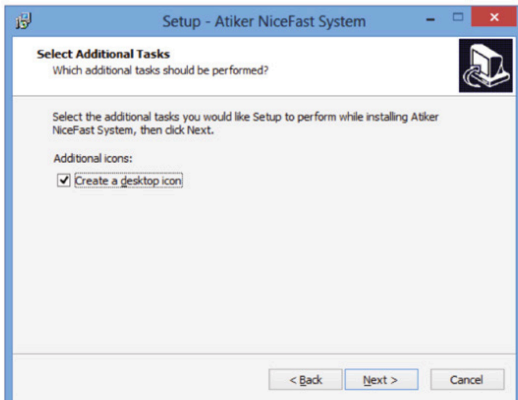 Setup - Atiker NiceFast System
Select Additional Tasks
Which additional tasks should be performed?
Select the additional tasks you would like Setup to perform while installing Atiker
NiceFast System, then click Next.
Additional icons:
Create a desktop icon
< Back Next > Cancel